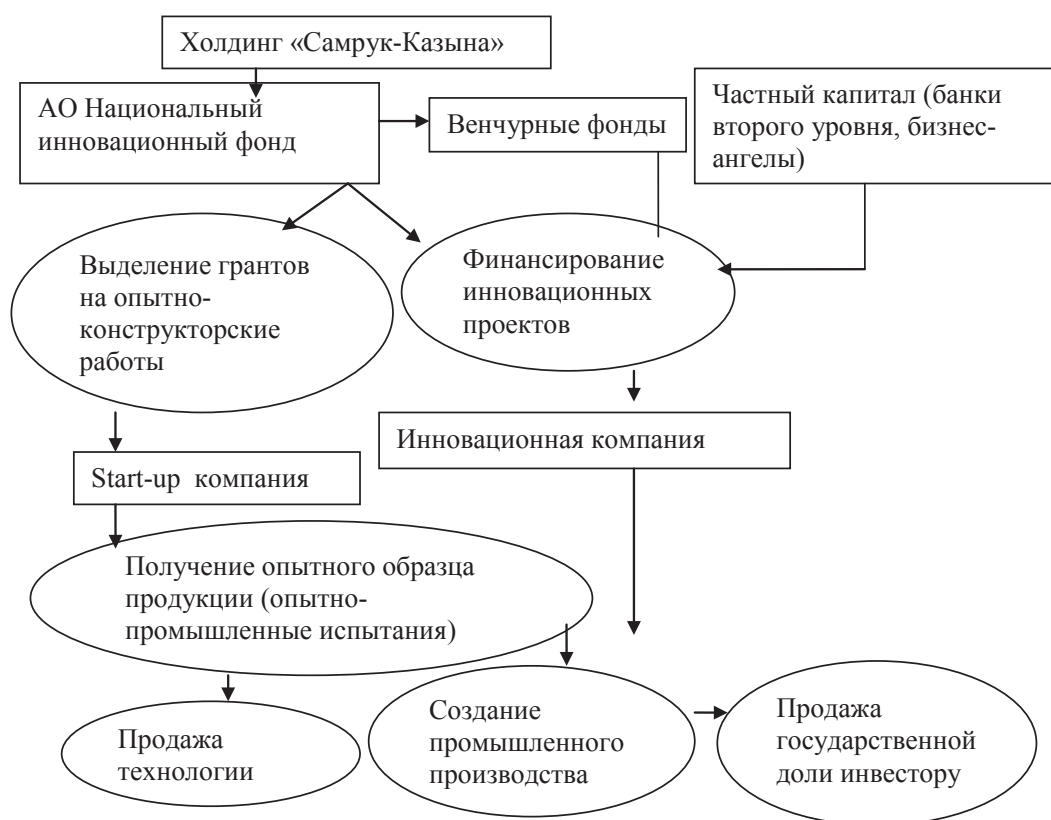 Холдинг «Самрук-Казына»
АО Национальный
инновационный фонд
Венчурные фонды
Частный капитал (банки
второго уровня, бизнес-
ангелы)
Выделение грантов
на опытно-
конструкторские
работы
Финансирование
инновационных
проектов
Инновационная компания
Start-up компания
Получение опытного образца
продукции (опытно-
промышленные испытания)
Продажа
технологии
Создание
промышленного
производства
Продажа
государственной
доли инвестору